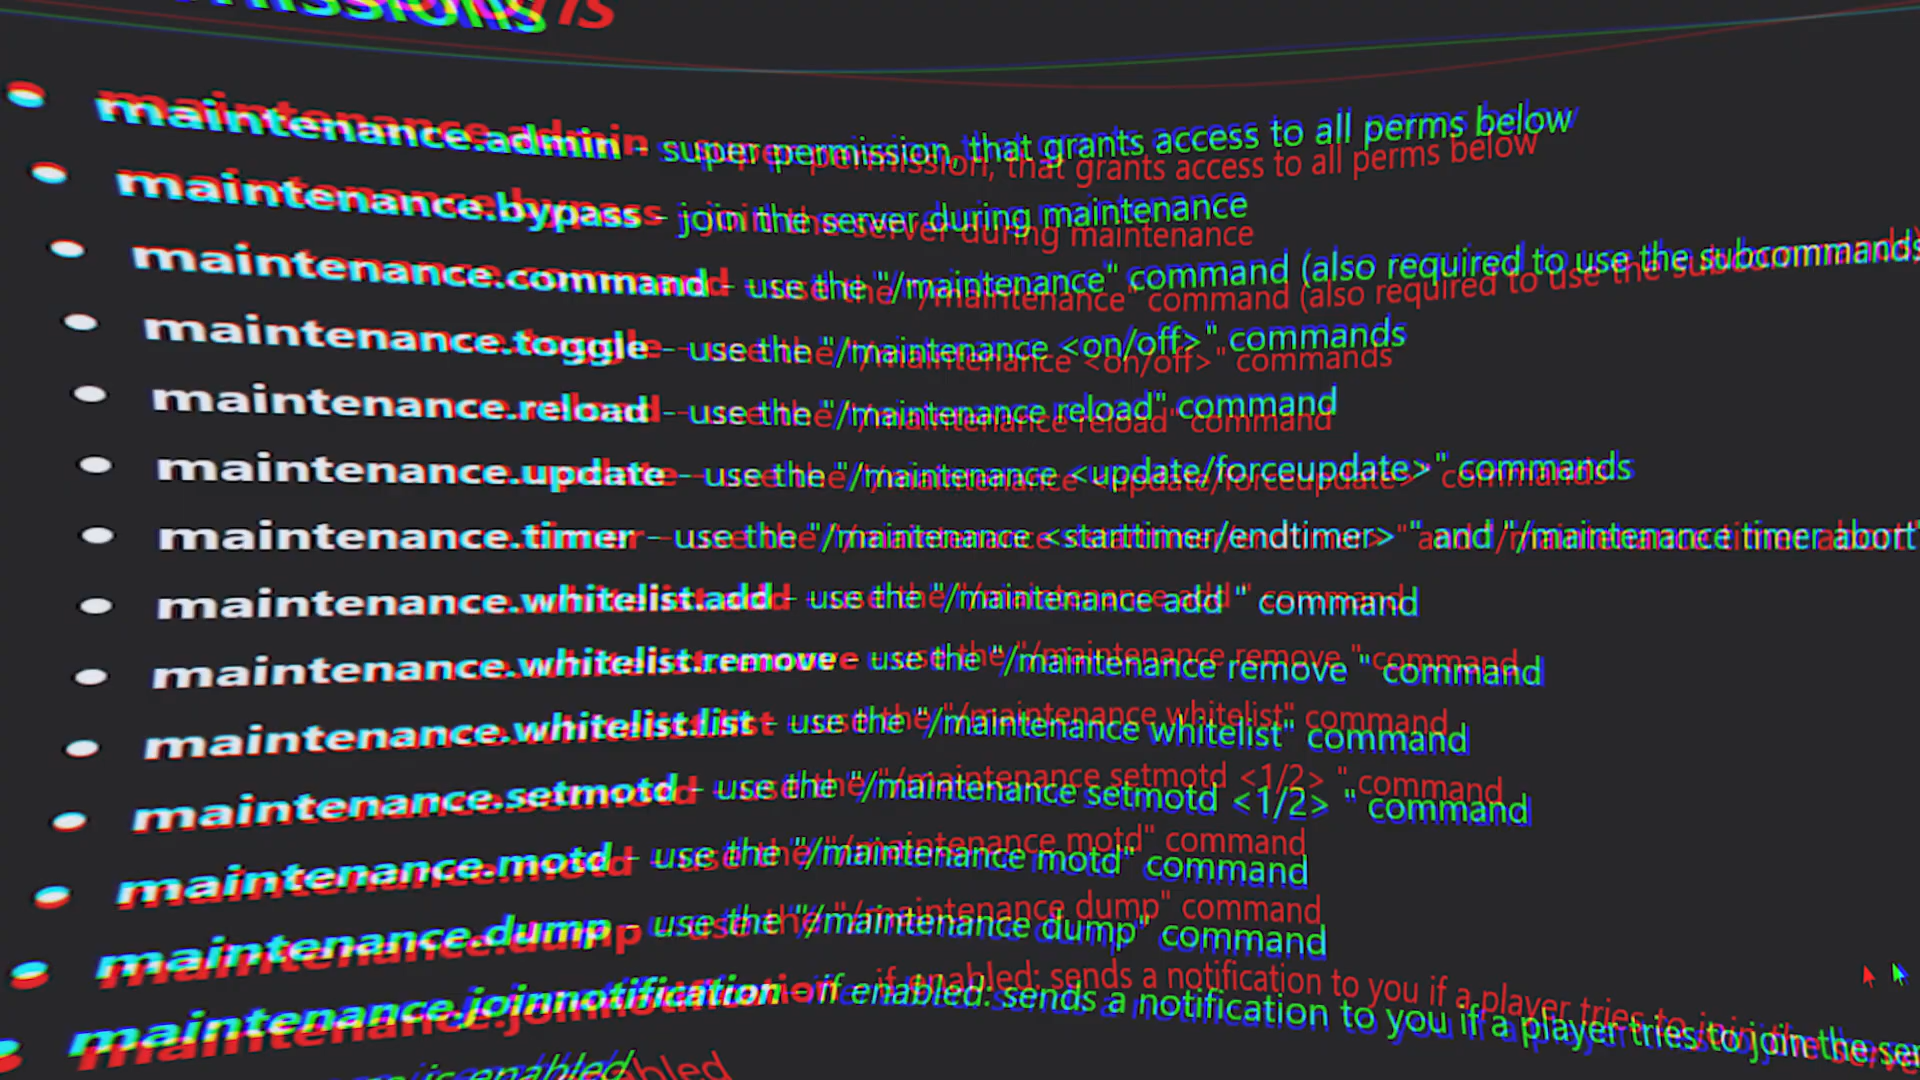 maintenance.admin - super permission, that grants access to all perms below
maintenance.bypass - join the server during maintenance
maintenance.command - use the "/maintenance" command (also required to use the subcommands)
maintenance.toggle - use the "/maintenance <on/off>" commands
maintenance.reload - use the "/maintenance reload" command
maintenance.update - use the "/maintenance <update/forceupdate>" commands
maintenance.timer - use the "/maintenance <starttimer/endtimer>" and "/maintenance timer abort"
maintenance.whitelist.add - use the "/maintenance add " command
maintenance.whitelist.remove - use the "/maintenance remove " command
maintenance.whitelist.list - use the "/maintenance whitelist" command
maintenance.setmotd - use the "/maintenance setmotd <1/2> " command
maintenance.motd - use the "/maintenance motd" command
maintenance.dump - use the "/maintenance dump" command
maintenance.joinnotification - if enabled: sends a notification to you if a player tries to join the
is enabled